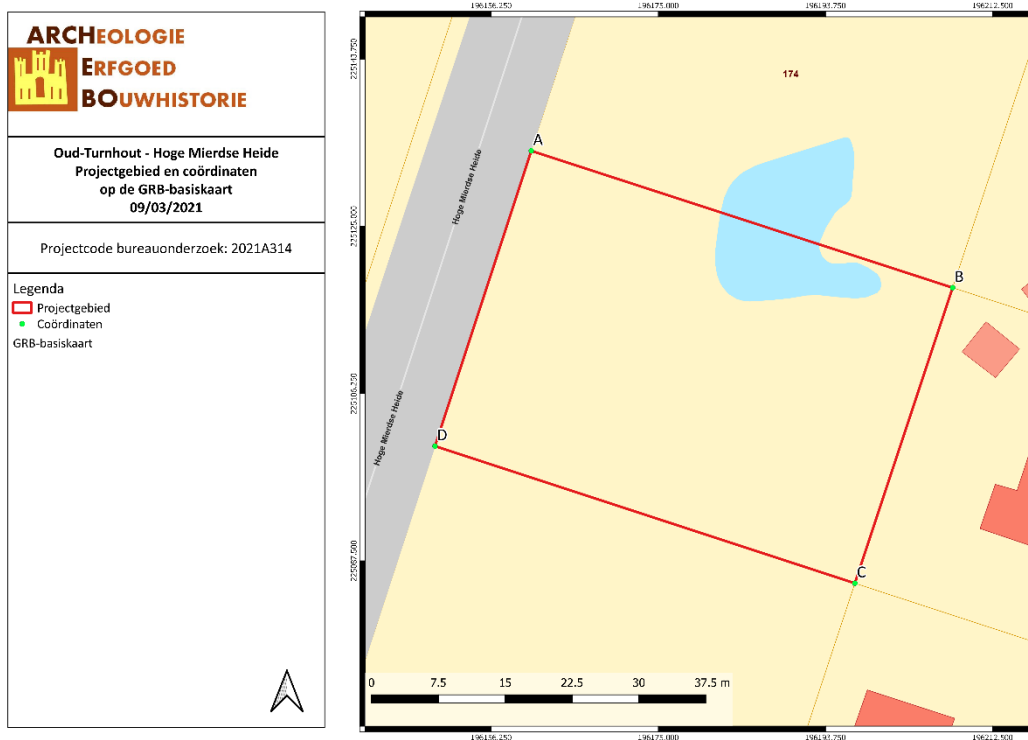 ARCHEOLOGIE
ERFGOED
BOUWHISTORIE
Oud-Turnhout - Hoge Mierdse Heide
Projectgebied en coördinaten
op de GRB-basiskaart
09/03/2021
Projectcode bureauonderzoek: 2021A314
Legenda
Projectgebied
Coördinaten
GRB-basiskaart
196156.250
196175.000
196193.750
196212.500
225143.750
225125.000
225106.250
225087.500
174
A
Hoge Mierdse Heide
B
Hoge Mierdse Heide
D
C
0 7.5 15 22.5 30 37.5 m
196156.250
196175.000
196193.750
196212.500